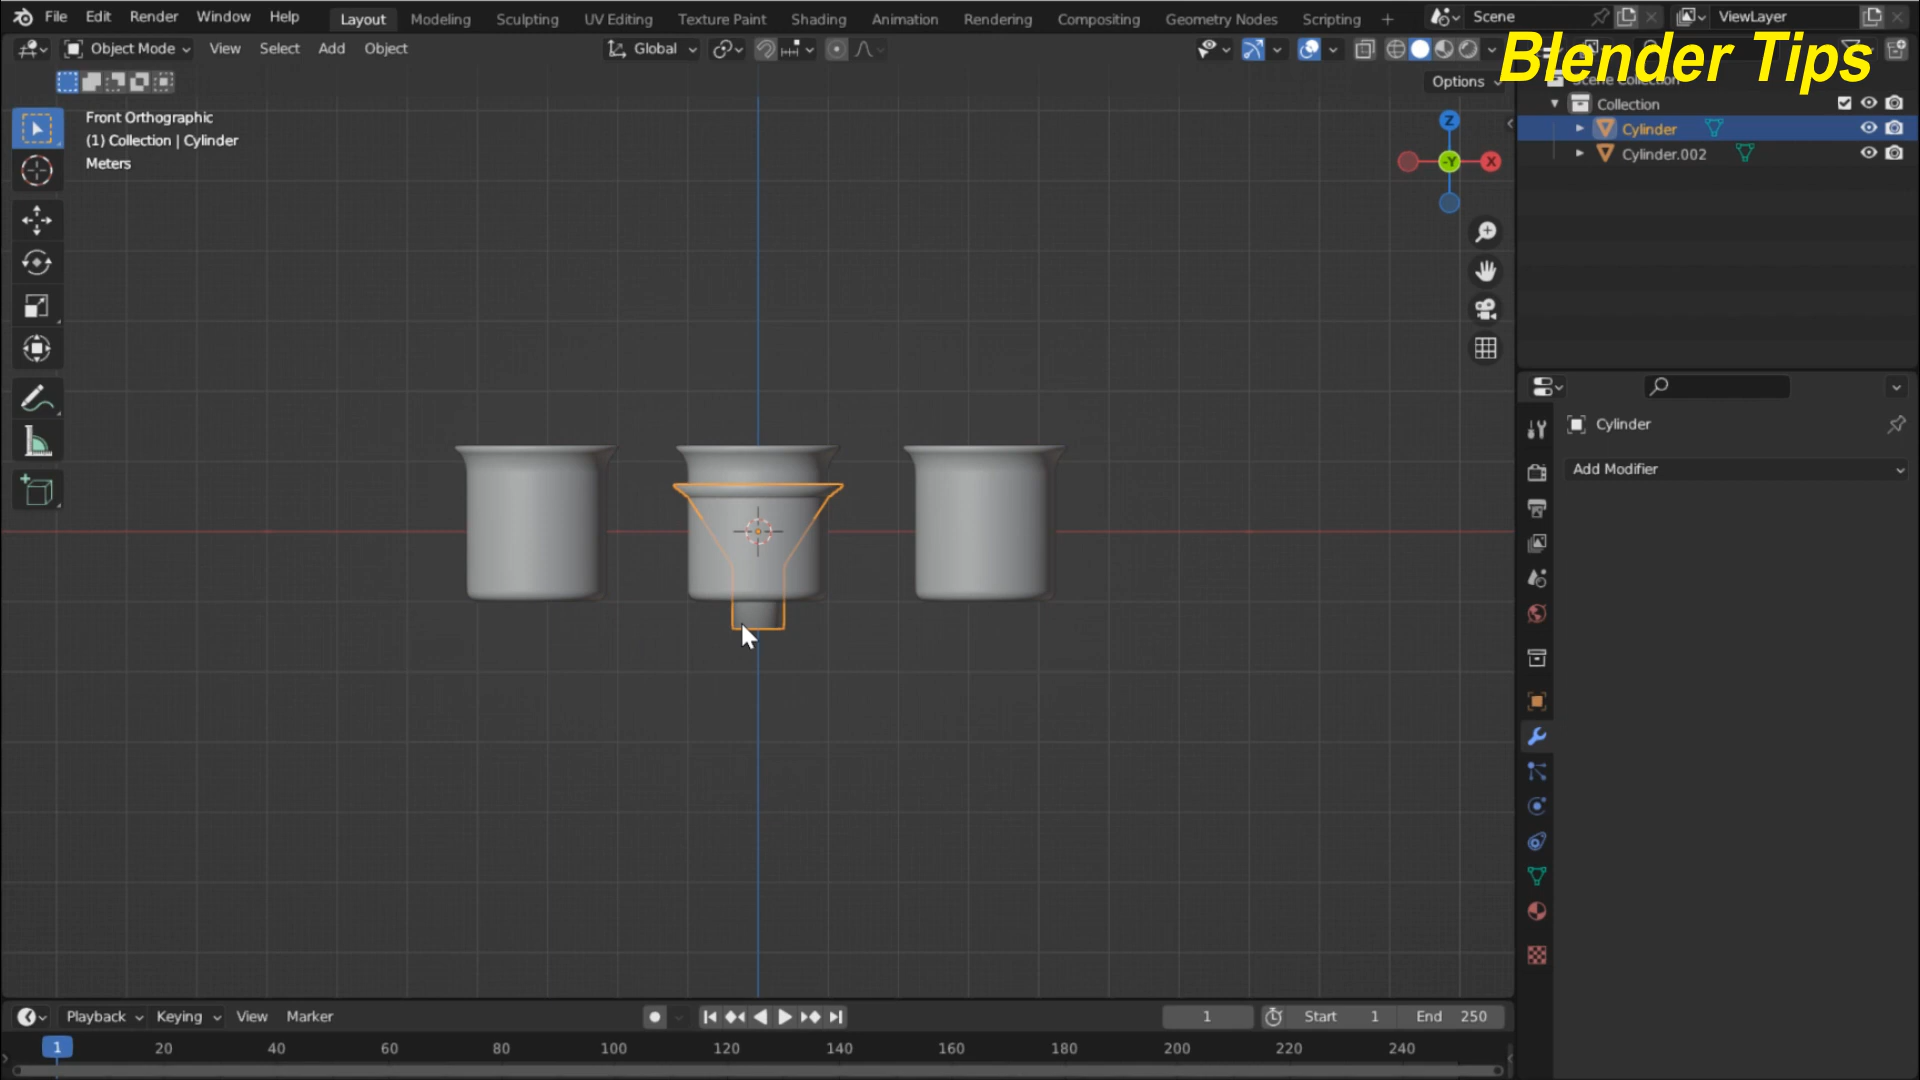 File Edit Render Window Help Layout Modeling Sculpting UV Editing Texture Paint Shading Animation Rendering Compositing Geometry Nodes Scripting + Scene ViewLayer
Object Mode View Select Add Object Global
Blender Tips
Options
Scene Collection
Collection
Cylinder
Cylinder.002
Front Orthographic
(1) Collection | Cylinder
Meters
Z
-Y
X
Cylinder
Add Modifier
Playback Keying View Marker 1 Start 1 End 250
1 20 40 60 80 100 120 140 160 180 200 220 240